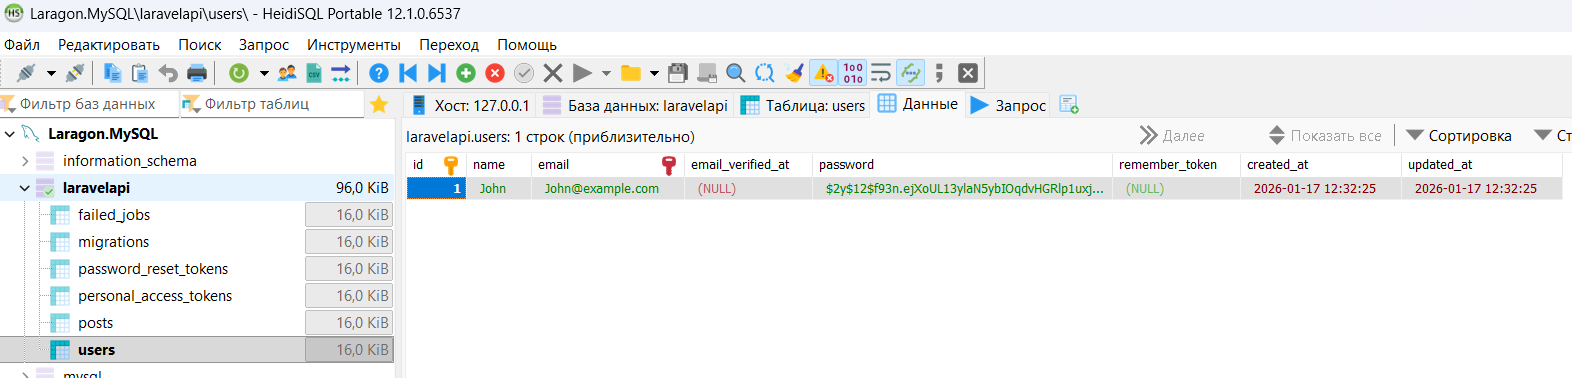 Laragon.MySQL\laravelapi\users\ - HeidiSQL Portable 12.1.0.6537
Файл Редактировать Поиск Запрос Инструменты Переход Помощь
Фильтр баз данных Фильтр таблиц
Хост: 127.0.0.1 База данных: laravelapi Таблица: users Данные Запрос
Laragon.MySQL
information_schema
laravelapi 96,0 KiB
failed_jobs 16,0 KiB
migrations 16,0 KiB
password_reset_tokens 16,0 KiB
personal_access_tokens 16,0 KiB
posts 16,0 KiB
users 16,0 KiB
mysql
laravelapi.users: 1 строк (приблизительно) Далее Показать все Сортировка Ст
id name email email_verified_at password remember_token created_at updated_at
1 John John@example.com (NULL) $2y$12$f93n.ejXoUL13ylaN5ybIOqdvHGRlp1uxj... (NULL) 2026-01-17 12:32:25 2026-01-17 12:32:25